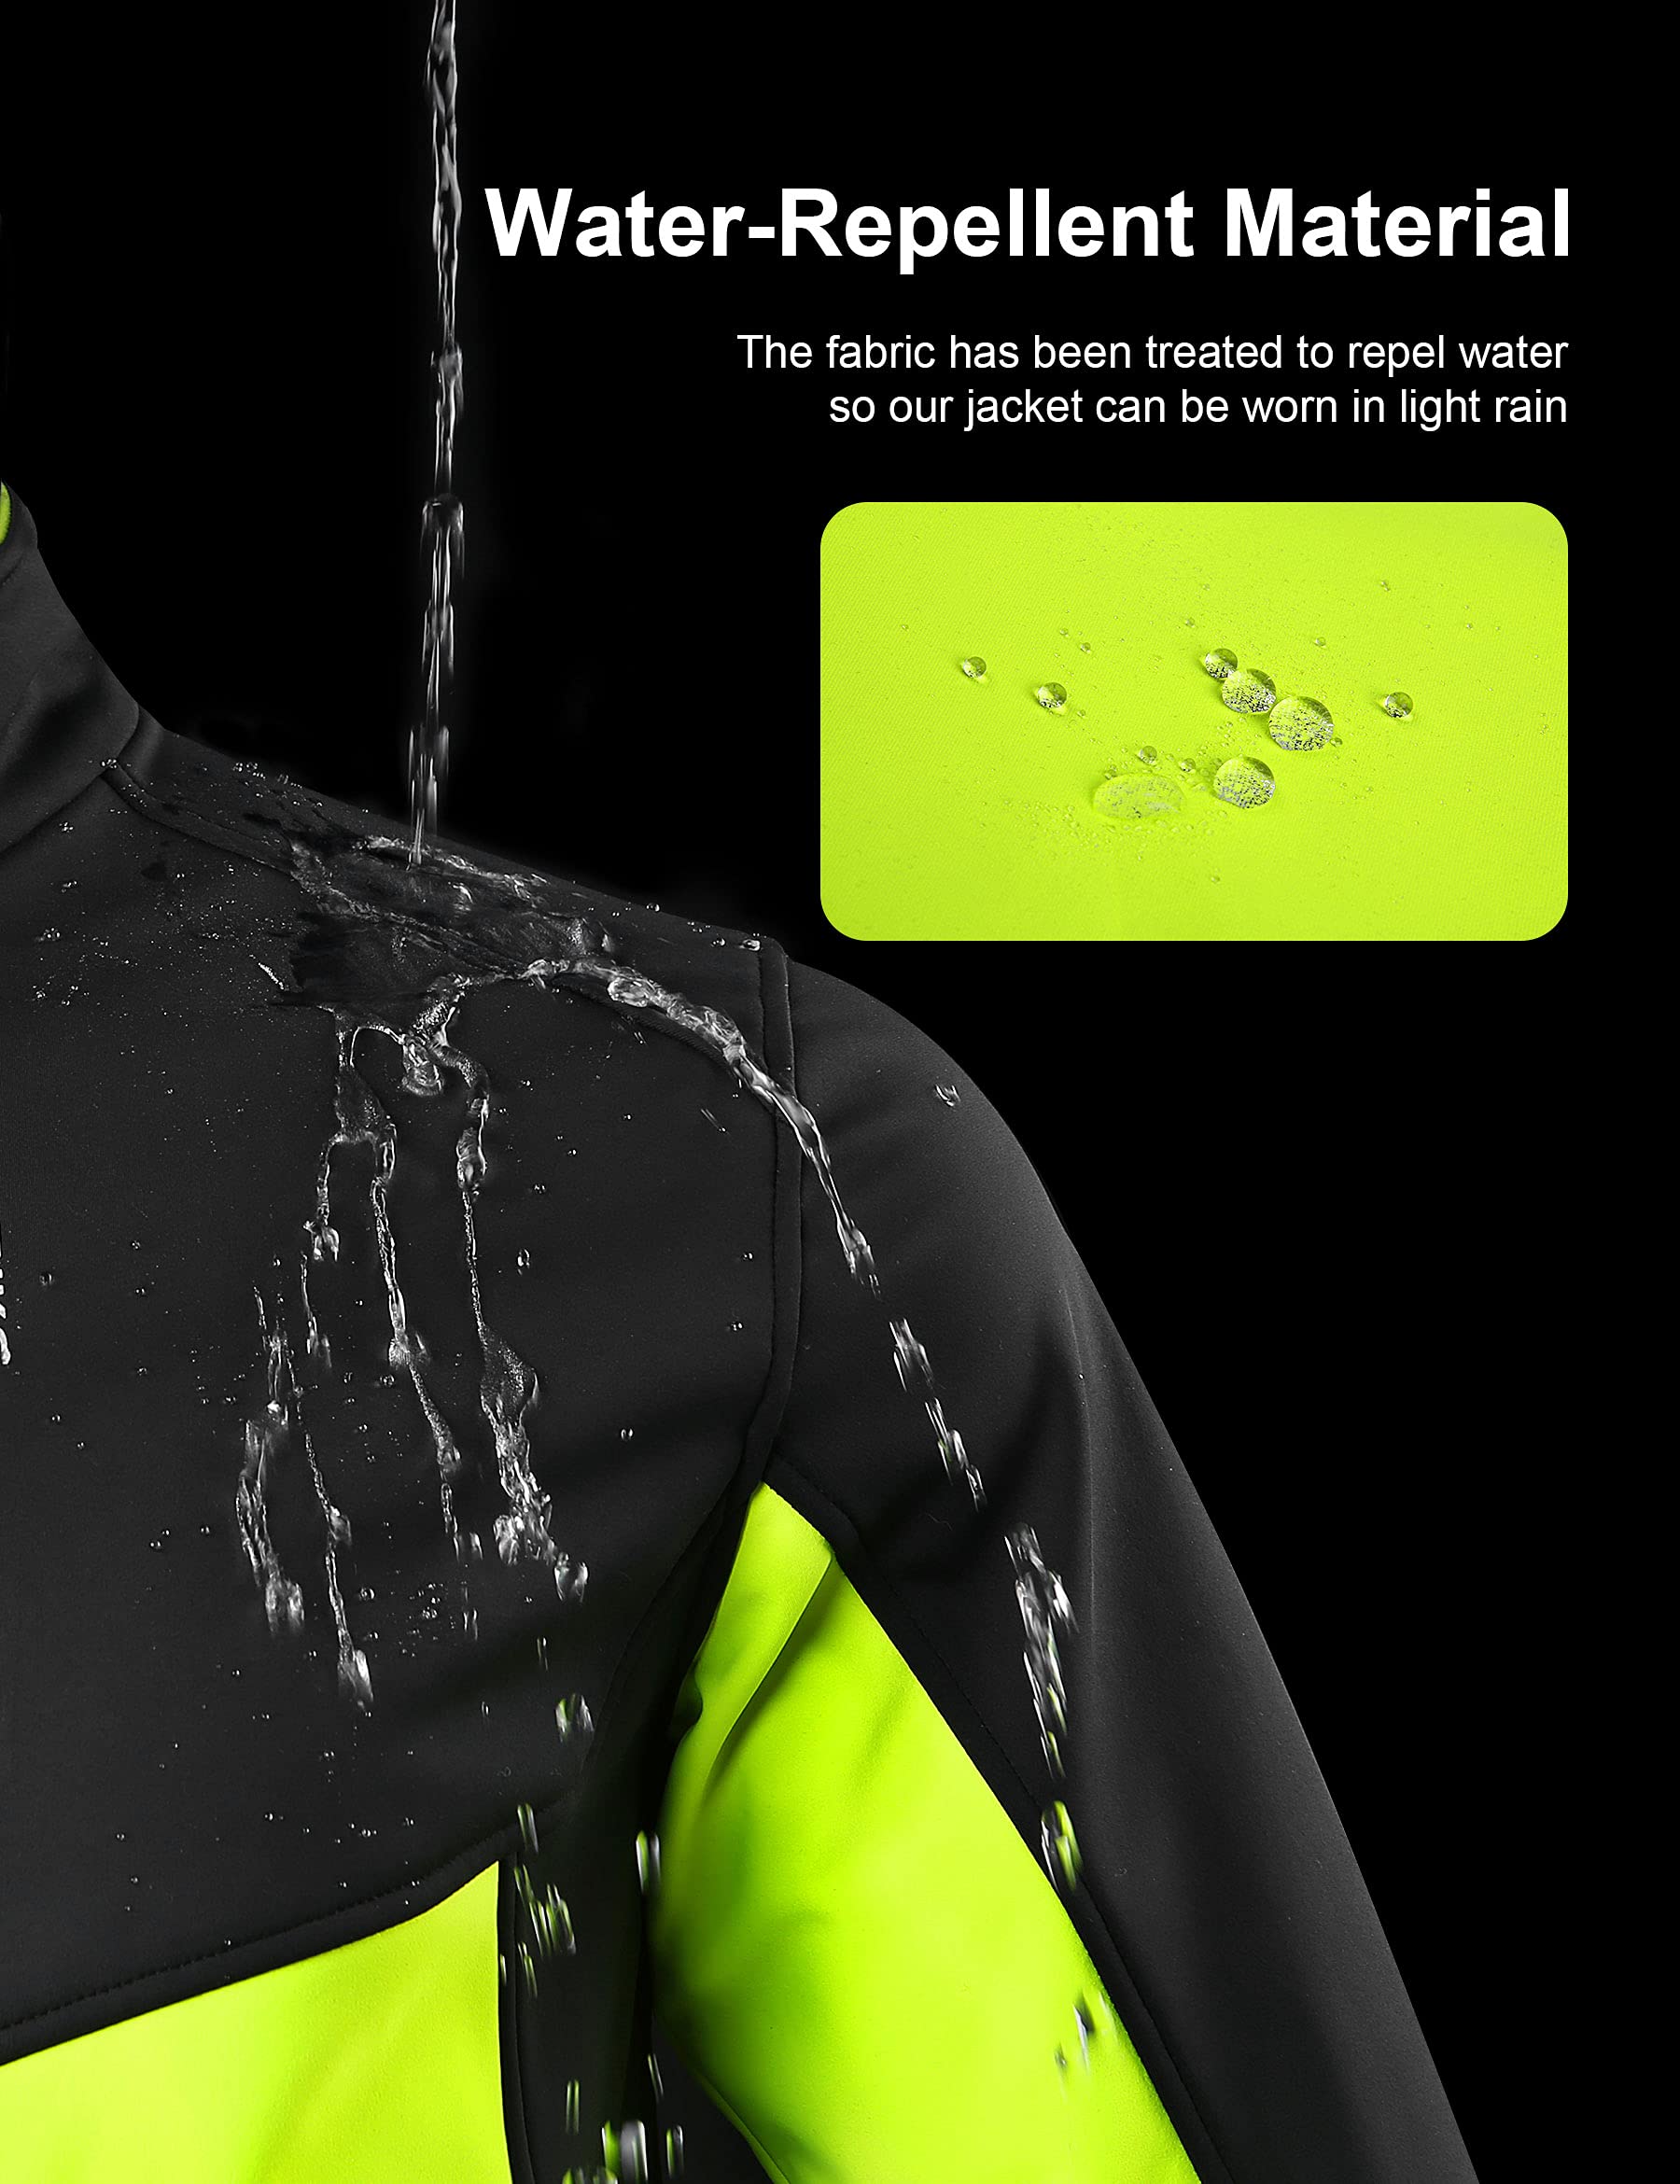 Water-Repellent Material
The fabric has been treated to repel water
so our jacket can be worn in light rain